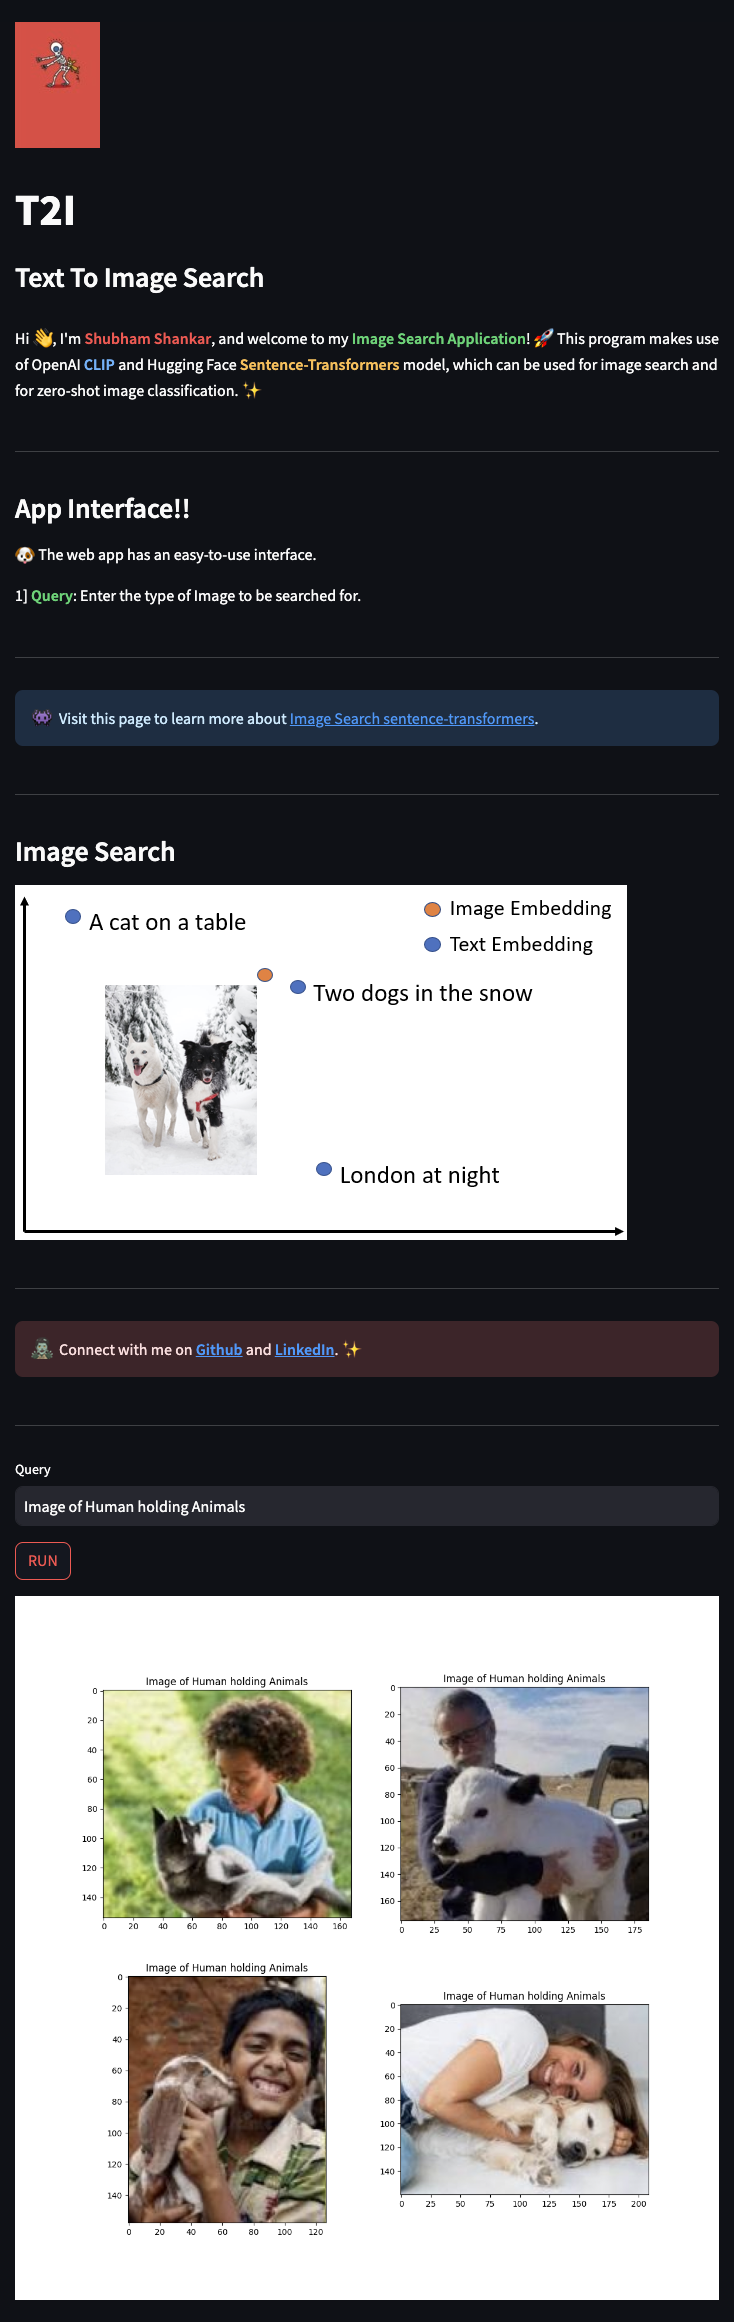 T2I
Text To Image Search
Hi 👋, I'm Shubham Shankar, and welcome to my Image Search Application! 🚀 This program makes use
of OpenAI CLIP and Hugging Face Sentence-Transformers model, which can be used for image search and
for zero-shot image classification. ✨
App Interface!!
🐶 The web app has an easy-to-use interface.
1] Query: Enter the type of Image to be searched for.
👾 Visit this page to learn more about Image Search sentence-transformers.
Image Search
A cat on a table
Image Embedding
Text Embedding
Two dogs in the snow
London at night
Connect with me on Github and LinkedIn. ✨
Query
Image of Human holding Animals
RUN
Image of Human holding Animals
0
20
40
60
80
100
120
140
0 20 40 60 80 100 120 140 160
Image of Human holding Animals
0
20
40
60
80
100
120
140
160
0 25 50 75 100 125 150 175
Image of Human holding Animals
0
20
40
60
80
100
120
140
0 20 40 60 80 100 120
Image of Human holding Animals
0
20
40
60
80
100
120
140
0 25 50 75 100 125 150 175 200